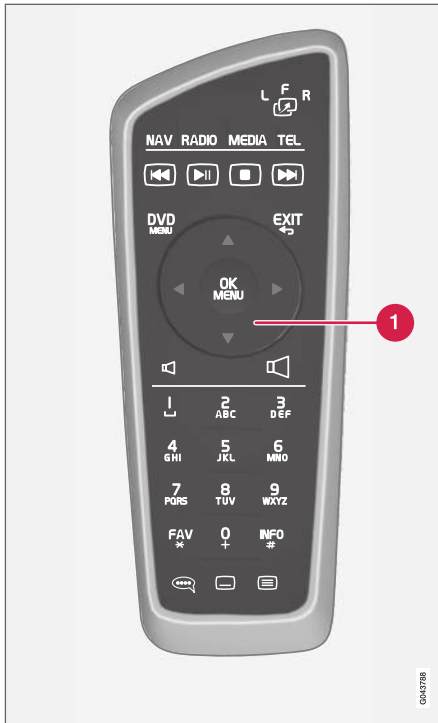 L F R
NAV RADIO MEDIA TEL
DVD EXIT
MENU
OK
MENU
1
1 2 3
ABC DEF
4 5 6
GHI JKL MNO
7 8 9
PQRS TUV WXYZ
FAV 0 INFO
* + #
G043788